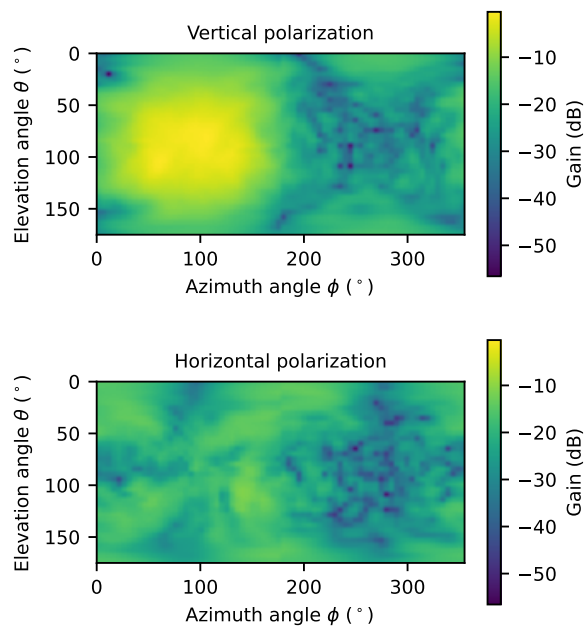 Vertical polarization
0
50
100
150
Elevation angle θ (°)
0 100 200 300
Azimuth angle ϕ (°)
−10
−20
−30
−40
−50
Gain (dB)
Horizontal polarization
0
50
100
150
Elevation angle θ (°)
0 100 200 300
Azimuth angle ϕ (°)
−10
−20
−30
−40
−50
Gain (dB)